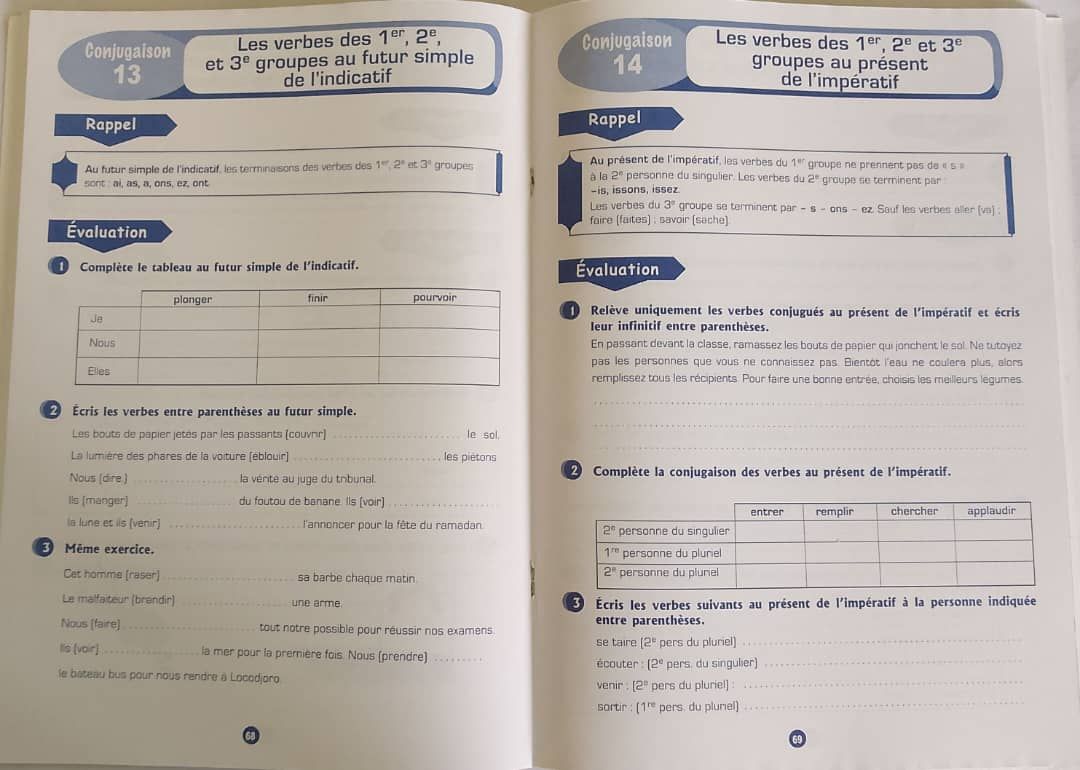 Conjugaison
13
Les verbes des 1er, 2e,
et 3e groupes au futur simple
de l'indicatif
Rappel
Au futur simple de l'indicatif, les terminaisons des verbes des 1er, 2e et 3e groupes
sont : ai, as, a, ons, ez, ont.
Évaluation
1 Complète le tableau au futur simple de l'indicatif.
plonger finir pourvoir
Je
Nous
Elles
2 Écris les verbes entre parenthèses au futur simple.
Les bouts de papier jetés par les passants (couvrir) .......................... le sol.
La lumière des phares de la voiture (éblouir) .............................. les piétons
Nous (dire) ...................... la vérité au juge du tribunal.
Ils (manger) .................... du foutou de banane. Ils (voir) ......................
la lune et ils (venir) .......................... l'annoncer pour la fête du ramadan.
3 Même exercice.
Cet homme (raser) .......................... sa barbe chaque matin.
Le malfaiteur (brandir) ...................... une arme.
Nous (faire) .......................... tout notre possible pour réussir nos examens.
Ils (voir) .................... la mer pour la première fois. Nous (prendre) ..........
le bateau bus pour nous rendre à Locodjoro.
68
Conjugaison
14
Les verbes des 1er, 2e et 3e
groupes au présent
de l'impératif
Rappel
Au présent de l'impératif, les verbes du 1er groupe ne prennent pas de « s »
à la 2e personne du singulier. Les verbes du 2e groupe se terminent par :
–is, issons, issez.
Les verbes du 3e groupe se terminent par – s – ons – ez. Sauf les verbes aller (va) ;
faire (faites) ; savoir (sache).
Évaluation
1 Relève uniquement les verbes conjugués au présent de l'impératif et écris
leur infinitif entre parenthèses.
En passant devant la classe, ramassez les bouts de papier qui jonchent le sol. Ne tutoyez
pas les personnes que vous ne connaissez pas. Bientôt l'eau ne coulera plus, alors
remplissez tous les récipients. Pour faire une bonne entrée, choisis les meilleurs légumes.
2 Complète la conjugaison des verbes au présent de l'impératif.
entrer remplir chercher applaudir
2e personne du singulier
1re personne du pluriel
2e personne du pluriel
3 Écris les verbes suivants au présent de l'impératif à la personne indiquée
entre parenthèses.
se taire (2e pers du pluriel) ..............................
écouter : (2e pers. du singulier) ..............................
venir : (2e pers du pluriel) : ..............................
sortir : (1re pers. du pluriel) ..............................
69